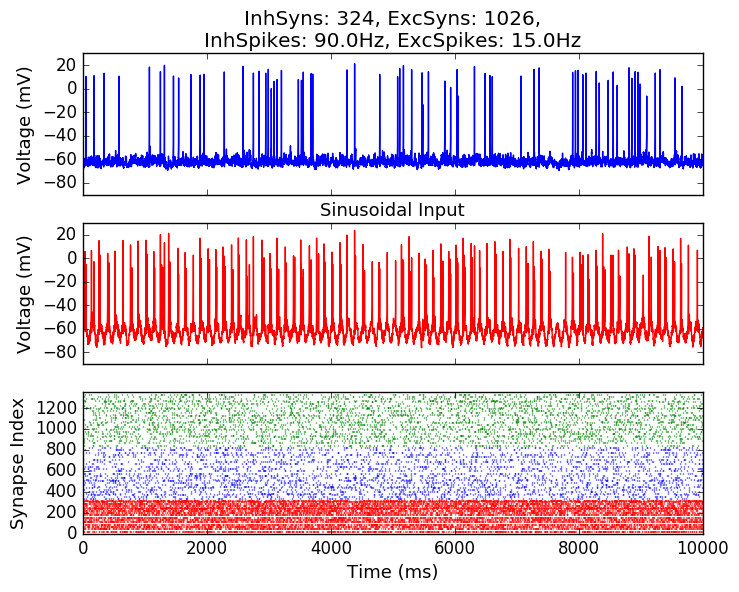 InhSyns: 324, ExcSyns: 1026,
InhSpikes: 90.0Hz, ExcSpikes: 15.0Hz
20
0
−20
−40
−60
−80
Voltage (mV)
Sinusoidal Input
20
0
−20
−40
−60
−80
Voltage (mV)
1200
1000
800
600
400
200
0
Synapse Index
0 2000 4000 6000 8000 10000
Time (ms)